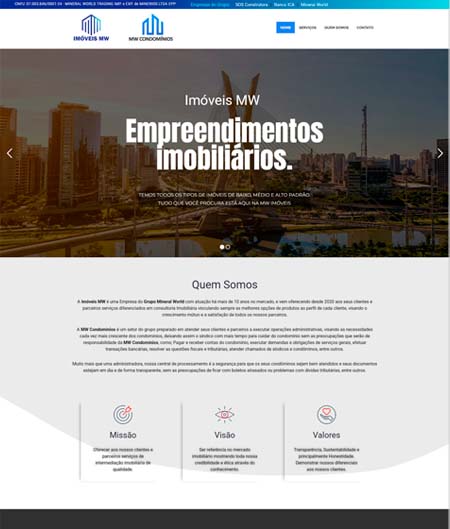 MINERAL WORLD TRADING IMP. e EXP. de MINERIOS LTDA EPP
Empresas do Grupo SOS Construtora Banco ICA Mineral World
IMÓVEIS MW MW CONDOMÍNIOS
HOME SERVIÇOS QUEM SOMOS CONTATO
Imóveis MW
Empreendimentos
imobiliários.
TEMOS TODOS OS TIPOS DE IMÓVEIS DE BAIXO, MÉDIO E ALTO PADRÃO.
TUDO QUE VOCÊ PROCURA ESTÁ AQUI NA MW IMÓVEIS
Quem Somos
A Imóveis MW é uma Empresa do Grupo Mineral World com atuação há mais de 10 anos no mercado, e vem oferecendo desde 2020 aos seus clientes e
parceiros serviços diferenciados em consultoria Imobiliária vinculando sempre as melhores opções de produtos ao perfil de cada cliente, visando o
crescimento mútuo e a satisfação de todos os nossos parceiros.
A MW Condomínios é um setor do grupo preparado em atender seus clientes e parceiros a executar operações administrativas, visando as necessidades
cada vez mais crescente dos condomínios, deixando assim o síndico com mais tempo para cuidar do condomínio sem as preocupações que serão de
responsabilidade da MW Condomínios, como; Pagar e receber contas do condomínio, executar demandas e obrigações de serviços gerais, efetuar
transações bancárias, resolver as questões fiscais e tributárias, atender chamados de síndicos e condôminos, entre outros.
Muito mais que uma administradora, nossa central de processamento é a segurança para que os seus condôminos sejam bem atendidos e seus documentos
estejam em dia e de forma transparente, sem as preocupações de ficar com boletos atrasados ou problemas com dívidas tributárias, entre outros.
Missão Visão Valores
Oferecer aos nossos clientes e Ser referência no mercado Transparência, Sustentabilidade e
parceiros serviços de imobiliário mostrando toda nossa principalmente Honestidade.
intermediação imobiliária de credibilidade e ética através do Demonstrar nossos diferenciais
qualidade. conhecimento. aos nossos clientes.